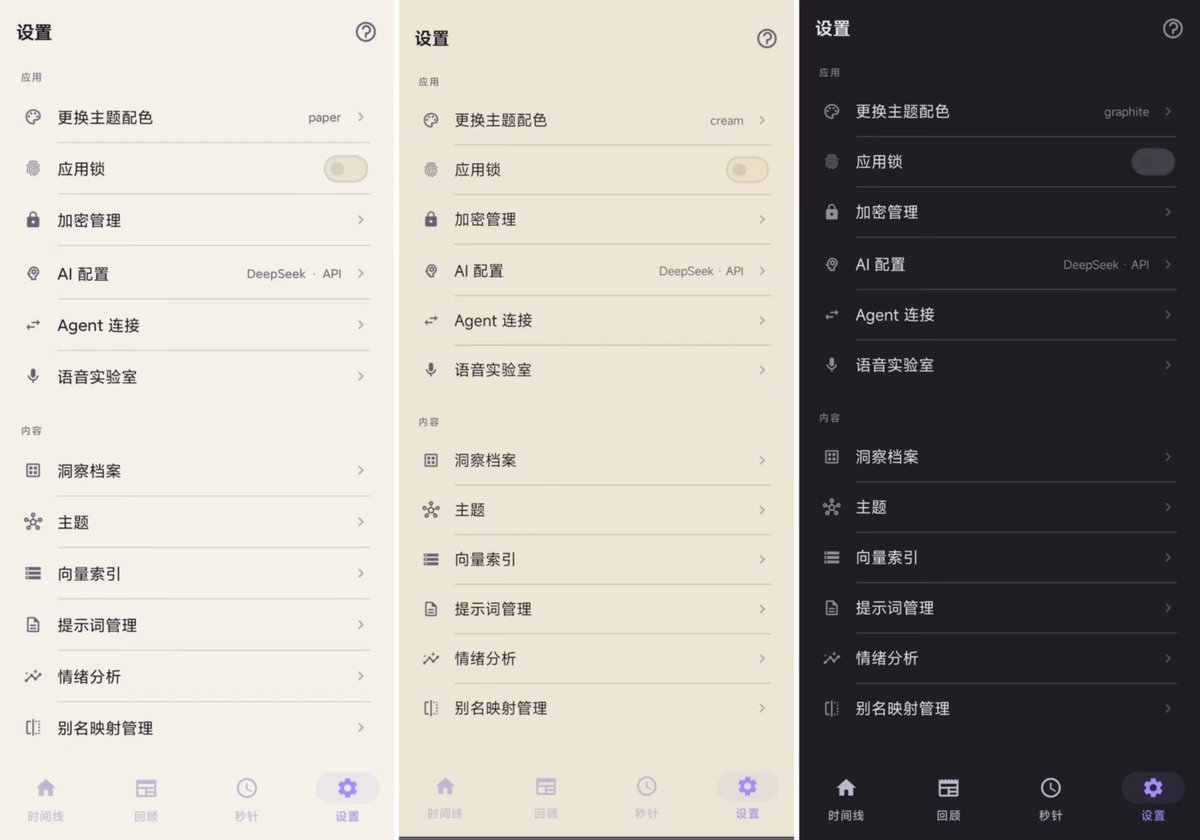 设置
应用
更换主题配色 paper
应用锁
加密管理
AI 配置 DeepSeek · API
Agent 连接
语音实验室
内容
洞察档案
主题
向量索引
提示词管理
情绪分析
别名映射管理
时间线 回顾 秒针 设置
设置
应用
更换主题配色 cream
应用锁
加密管理
AI 配置 DeepSeek · API
Agent 连接
语音实验室
内容
洞察档案
主题
向量索引
提示词管理
情绪分析
别名映射管理
时间线 回顾 秒针 设置
设置
应用
更换主题配色 graphite
应用锁
加密管理
AI 配置 DeepSeek · API
Agent 连接
语音实验室
内容
洞察档案
主题
向量索引
提示词管理
情绪分析
别名映射管理
时间线 回顾 秒针 设置